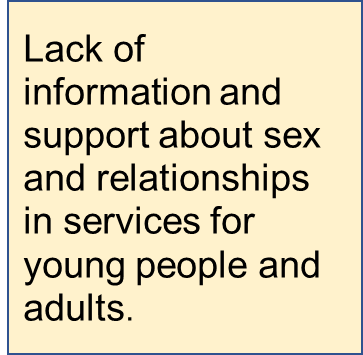 Lack of
information and
support about sex
and relationships
in services for
young people and
adults.